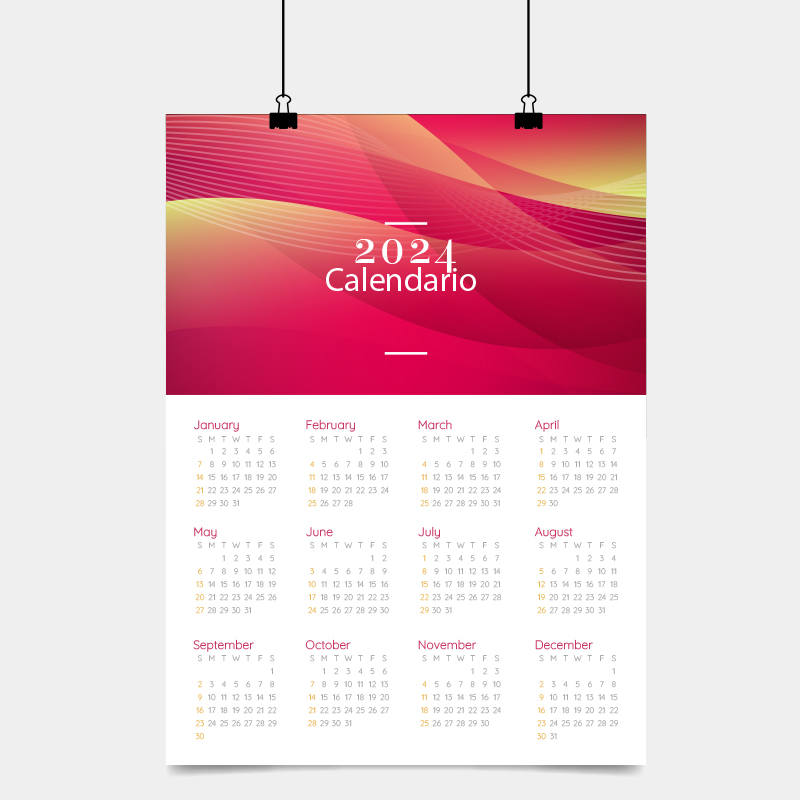 2024
Calendario
January
S M T W T F S
1 2 3 4 5 6
7 8 9 10 11 12 13
14 15 16 17 18 19 20
21 22 23 24 25 26 27
28 29 30 31
February
S M T W T F S
1 2 3
4 5 6 7 8 9 10
11 12 13 14 15 16 17
18 19 20 21 22 23 24
25 26 27 28
March
S M T W T F S
1 2 3
4 5 6 7 8 9 10
11 12 13 14 15 16 17
18 19 20 21 22 23 24
25 26 27 28 29 30 31
April
S M T W T F S
1 2 3 4 5 6 7
8 9 10 11 12 13 14
15 16 17 18 19 20 21
22 23 24 25 26 27 28
29 30
May
S M T W T F S
1 2 3 4 5
6 7 8 9 10 11 12
13 14 15 16 17 18 19
20 21 22 23 24 25 26
27 28 29 30 31
June
S M T W T F S
1 2
3 4 5 6 7 8 9
10 11 12 13 14 15 16
17 18 19 20 21 22 23
24 25 26 27 28 29 30
July
S M T W T F S
1 2 3 4 5 6 7
8 9 10 11 12 13 14
15 16 17 18 19 20 21
22 23 24 25 26 27 28
29 30 31
August
S M T W T F S
1 2 3 4
5 6 7 8 9 10 11
12 13 14 15 16 17 18
19 20 21 22 23 24 25
26 27 28 29 30 31
September
S M T W T F S
1
2 3 4 5 6 7 8
9 10 11 12 13 14 15
16 17 18 19 20 21 22
23 24 25 26 27 28 29
30
October
S M T W T F S
1 2 3 4 5 6
7 8 9 10 11 12 13
14 15 16 17 18 19 20
21 22 23 24 25 26 27
28 29 30 31
November
S M T W T F S
1 2 3
4 5 6 7 8 9 10
11 12 13 14 15 16 17
18 19 20 21 22 23 24
25 26 27 28 29 30
December
S M T W T F S
1
2 3 4 5 6 7 8
9 10 11 12 13 14 15
16 17 18 19 20 21 22
23 24 25 26 27 28 29
30 31